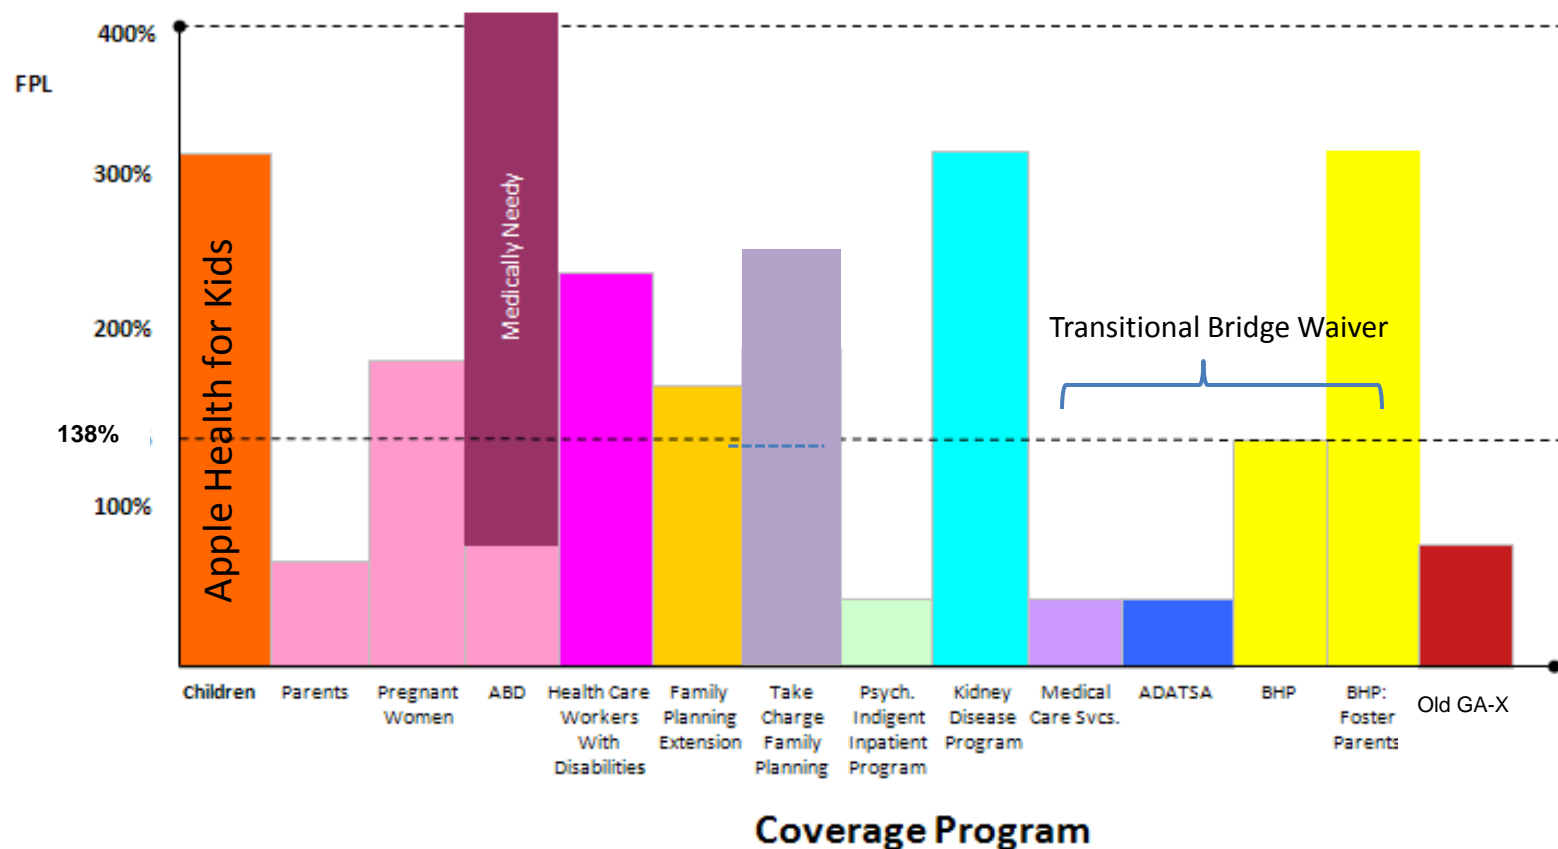 400%
FPL
300%
200%
138%
100%
Apple Health for Kids
Medically Needy
Transitional Bridge Waiver
Children
Parents
Pregnant
Women
ABD
Health Care
Workers
With
Disabilities
Family
Planning
Extension
Take
Charge
Family
Planning
Psych.
Indigent
Inpatient
Program
Kidney
Disease
Program
Medical
Care Svcs.
ADATSA
BHP
BHP:
Foster
Parents
Old GA-X
Coverage Program